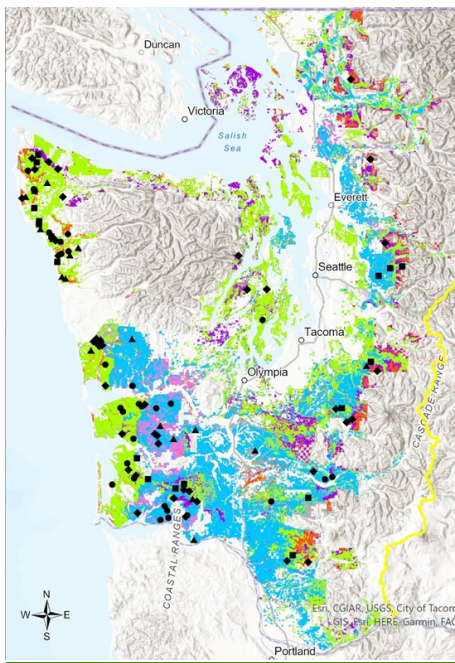 Duncan
Victoria
Salish
Sea
Everett
Seattle
Tacoma
Olympia
CASCADE RANGE
COASTAL RANGES
N
W E
S
Esri, CGIAR, USGS, City of Tacom
GIS, Esri, HERE, Garmin, FAO
Portland